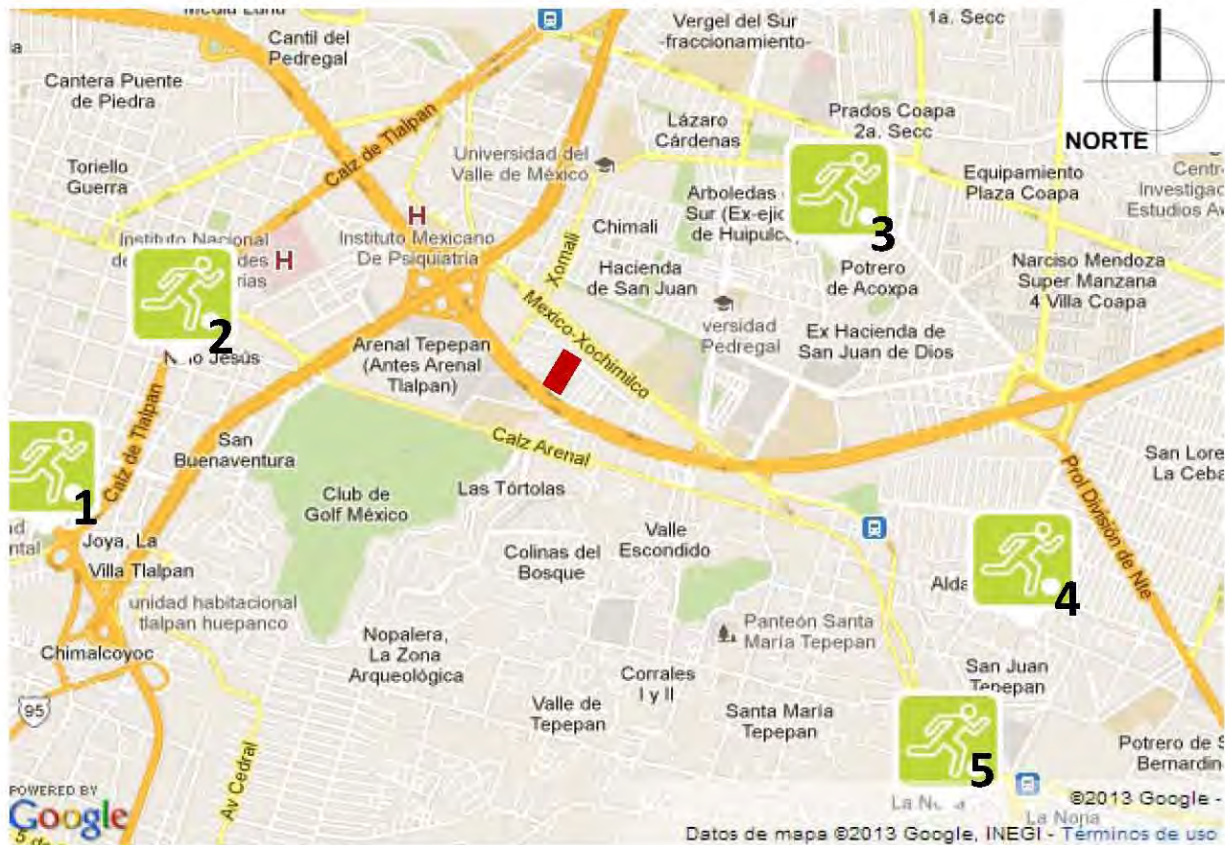 Cantil del
Pedregal
Vergel del Sur
-fraccionamiento-
1a. Secc
Cantera Puente
de Piedra
Lázaro
Cárdenas
Prados Coapa
2a. Secc
NORTE
Calz de Tlalpan
Universidad del
Valle de México
Toriello
Guerra
Equipamiento
Plaza Coapa
Arboledas
Sur
de Huipulco
3
H
Instituto Nacional
Instituto Mexicano
De Psiquiatria
H
Chimali
Xomali
Hacienda
de San Juan
Potrero
de Acoxpa
Narciso Mendoza
Super Manzana
4 Villa Coapa
2
Jesús
Mexico-Xochimilco
versidad
Pedregal
Ex Hacienda de
San Juan de Dios
Arenal Tepepan
(Antes Arenal
Tlalpan)
Calz de Tlalpan
San
Buenaventura
Calz Arenal
Prol Division de Nte
1
Club de
Golf México
Las Tórtolas
Joya, La
Villa Tlalpan
Valle
Escondido
Colinas del
Bosque
4
unidad habitacional
tlalpan huepanco
Panteón Santa
María Tepepan
Nopalera,
La Zona
Arqueológica
Chimalcoyoc
Corrales
I y II
San Juan
Tepepan
95
Valle de
Tepepan
Santa María
Tepepan
Av Cedral
5
Potrero de S
Bernardin
POWERED BY
Google
©2013 Google -
La Noria
Datos de mapa ©2013 Google, INEGI - Términos de uso